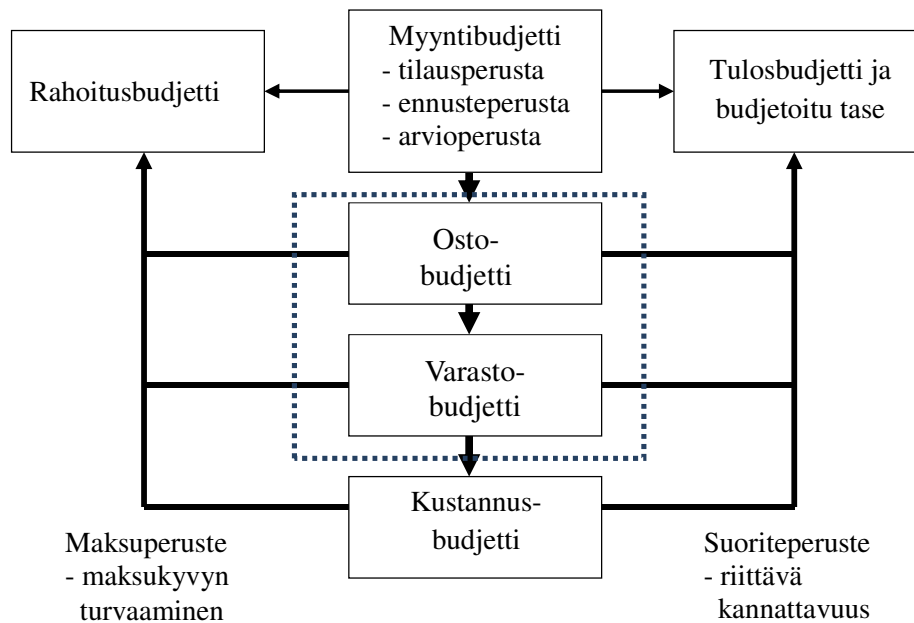 Rahoitusbudjetti
Myyntibudjetti
- tilausperusta
- ennusteperusta
- arvioperusta
Tulosbudjetti ja
budjetoitu tase
Osto-
budjetti
Varasto-
budjetti
Kustannus-
budjetti
Maksuperuste
- maksukyvyn
turvaaminen
Suoriteperuste
- riittävä
kannattavuus